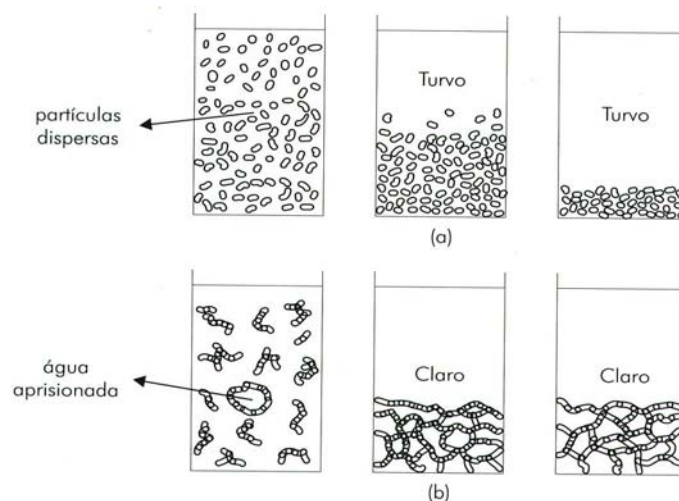 partículas
dispersas
Turvo
Turvo
(a)
água
aprisionada
Claro
Claro
(b)